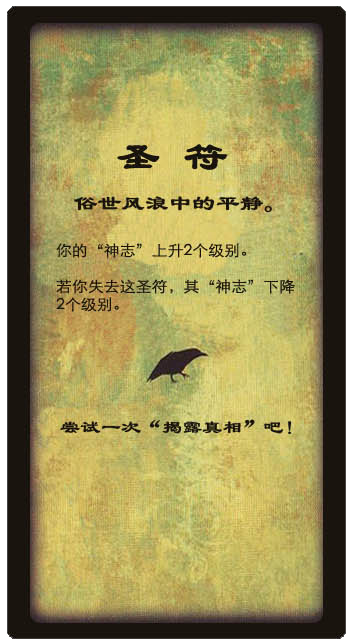 圣 符
俗世风浪中的平静。
你的“神志”上升2个级别。
若你失去这圣符，其“神志”下降
2个级别。
尝试一次“揭露真相”吧！